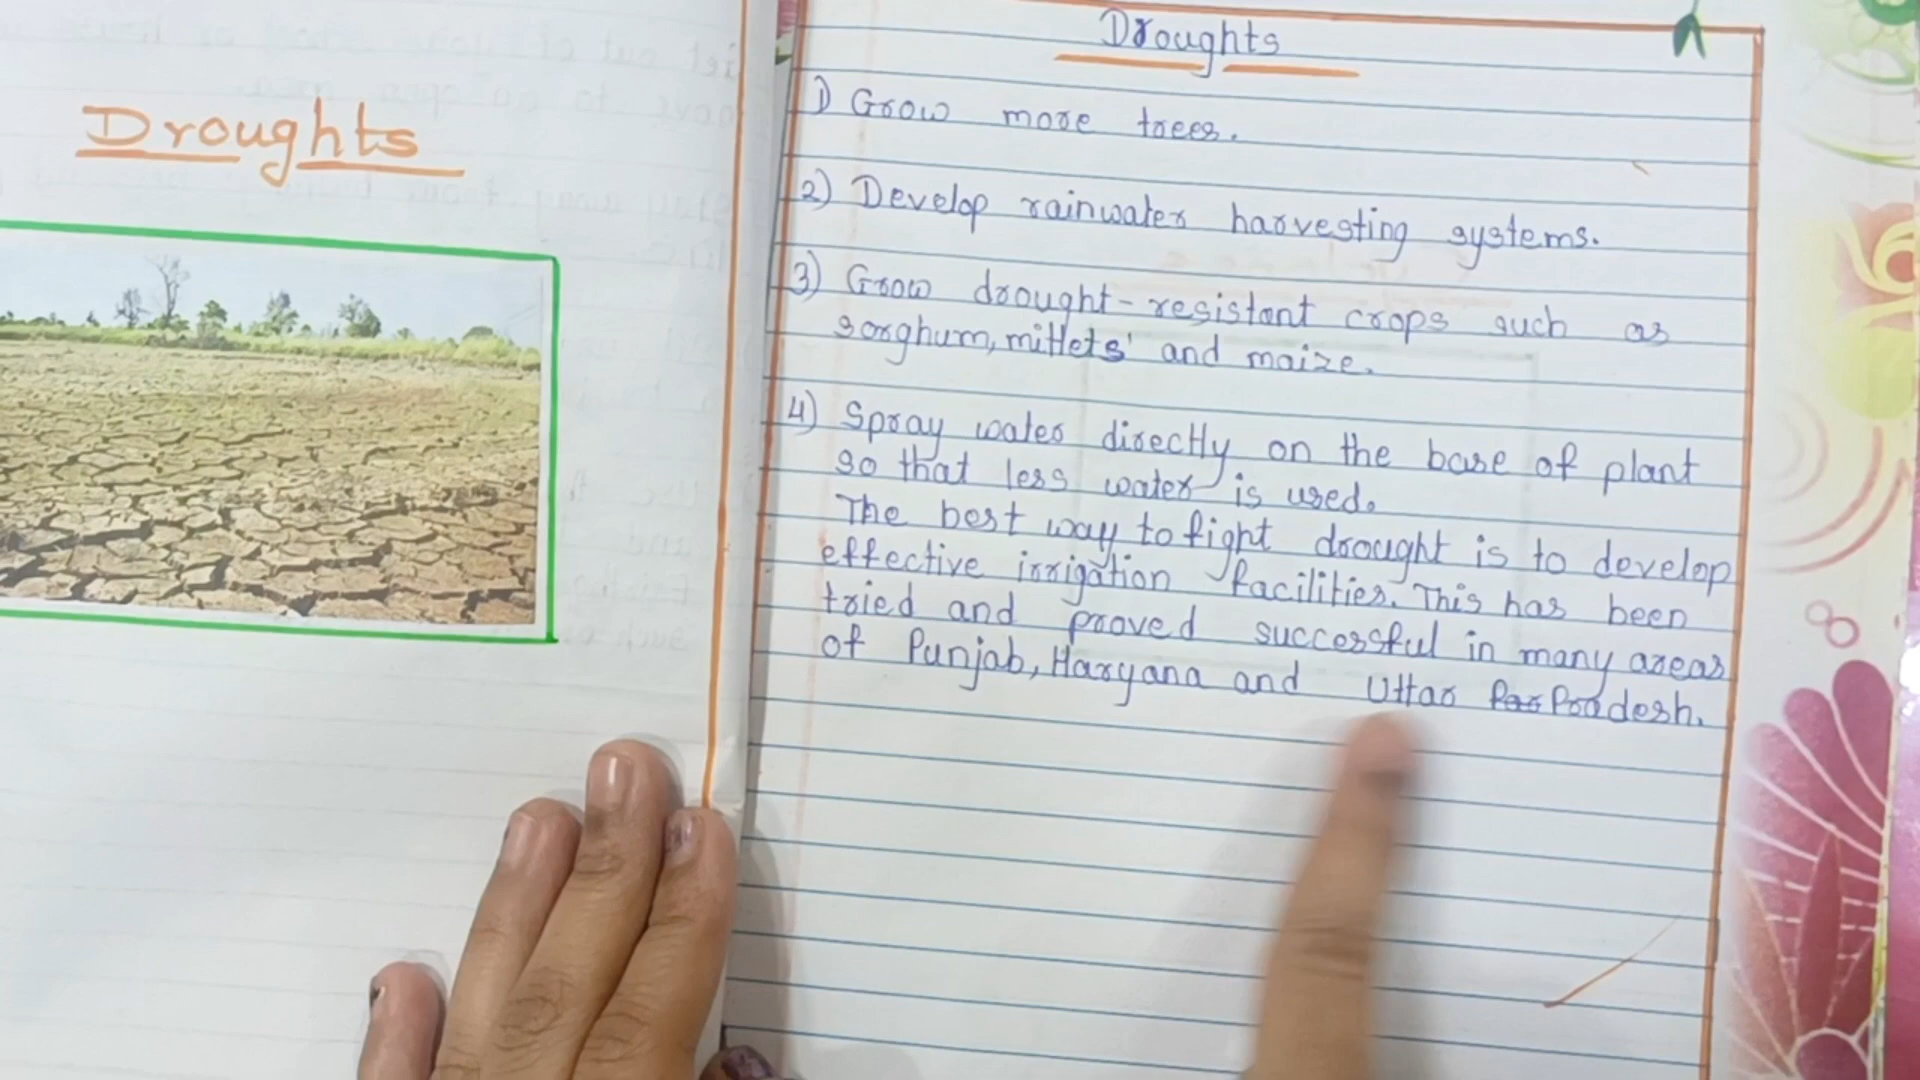 Droughts
Droughts
1) Grow more trees.
2) Develop rainwater harvesting systems.
3) Grow drought-resistant crops such as
sorghum, millets' and maize.
4) Spray water directly on the base of plant
so that less water is used.
The best way to fight drought is to develop
effective irrigation facilities. This has been
tried and proved successful in many areas
of Punjab, Haryana and Uttar Pradesh.